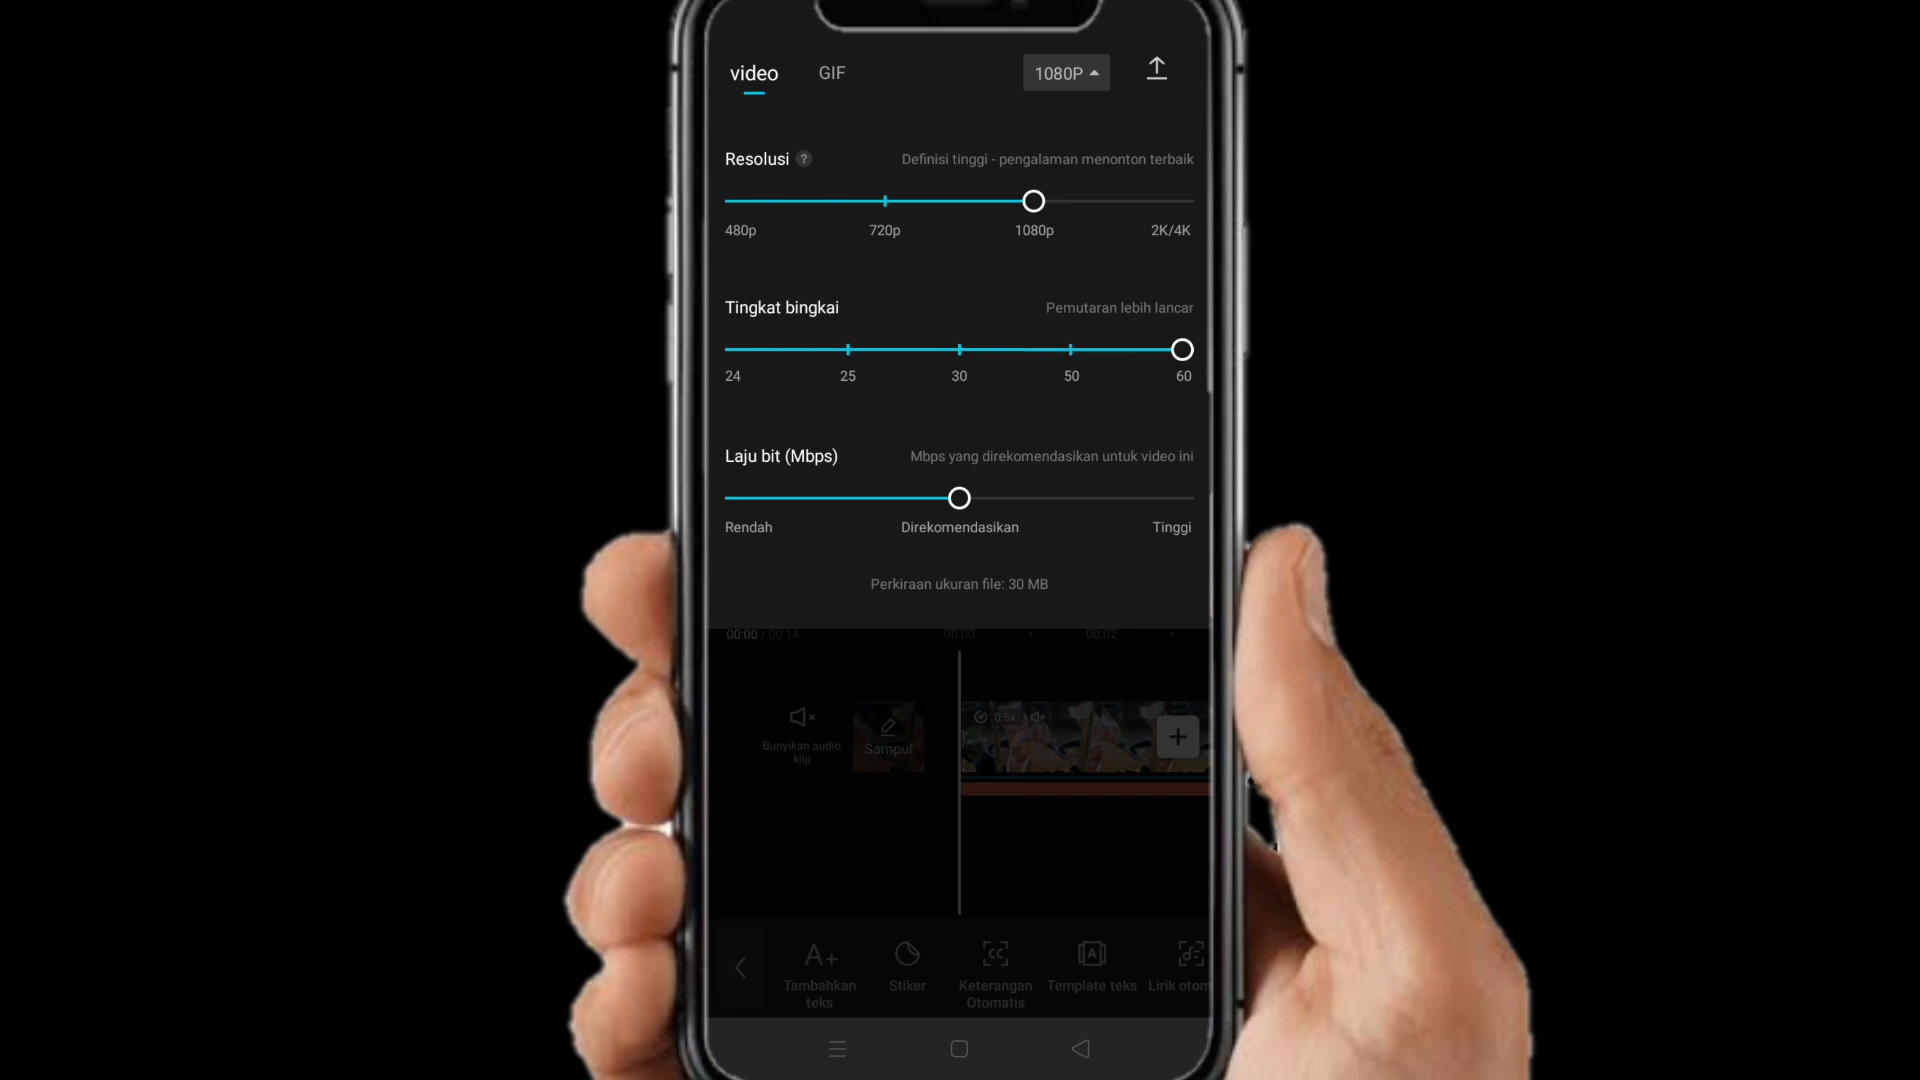 video GIF 1080P
Resolusi ? Definisi tinggi - pengalaman menonton terbaik
480p 720p 1080p 2K/4K
Tingkat bingkai Pemutaran lebih lancar
24 25 30 50 60
Laju bit (Mbps) Mbps yang direkomendasikan untuk video ini
Rendah Direkomendasikan Tinggi
Perkiraan ukuran file: 30 MB
00:00 / 00:14 00:00 00:02
0.5x
Bunyikan audio
klip
Sampul
A+ CC A
Tambahkan
teks
Stiker
Keterangan
Otomatis
Template teks
Lirik otom